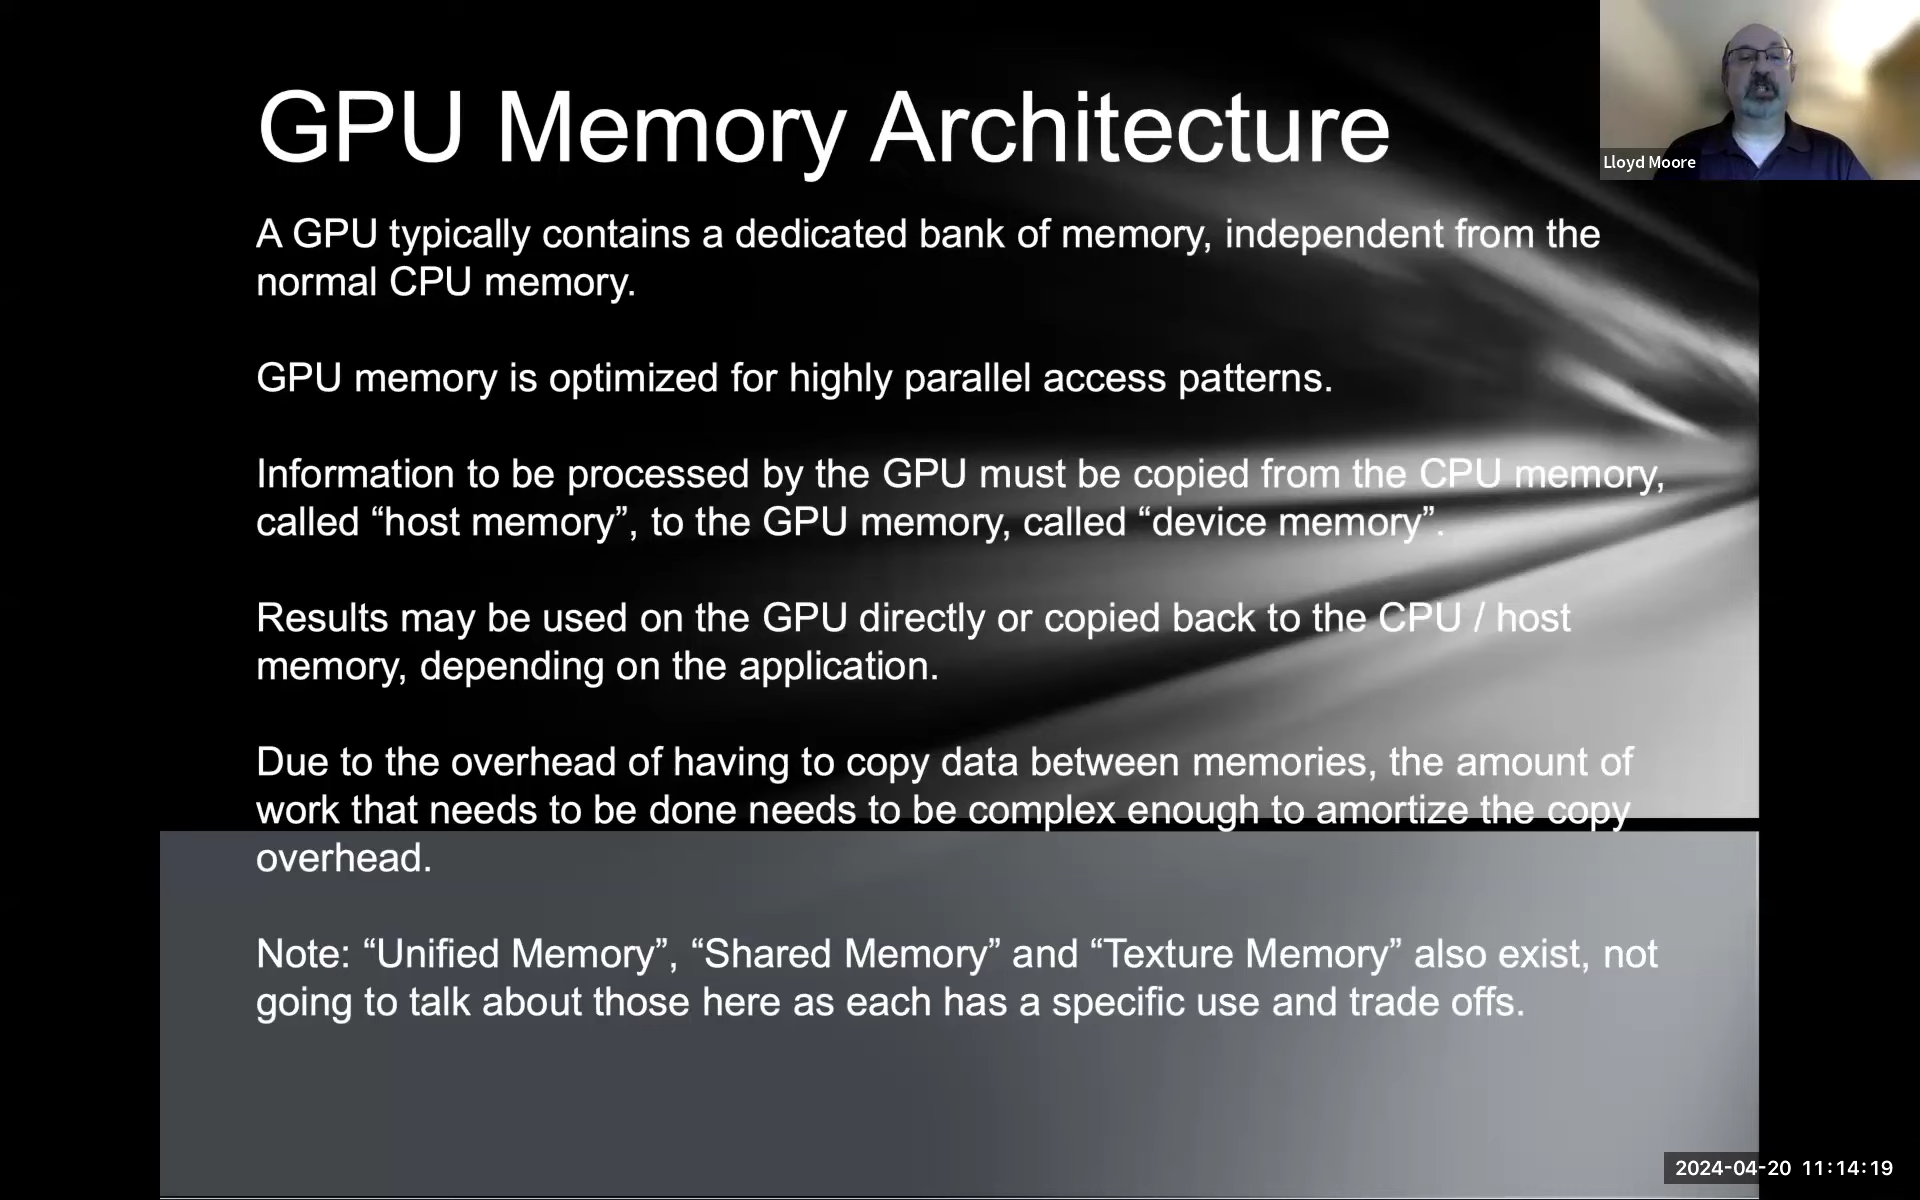 GPU Memory Architecture
Lloyd Moore
A GPU typically contains a dedicated bank of memory, independent from the
normal CPU memory.
GPU memory is optimized for highly parallel access patterns.
Information to be processed by the GPU must be copied from the CPU memory,
called “host memory”, to the GPU memory, called “device memory”.
Results may be used on the GPU directly or copied back to the CPU / host
memory, depending on the application.
Due to the overhead of having to copy data between memories, the amount of
work that needs to be done needs to be complex enough to amortize the copy
overhead.
Note: “Unified Memory”, “Shared Memory” and “Texture Memory” also exist, not
going to talk about those here as each has a specific use and trade offs.
2024-04-20 11:14:19